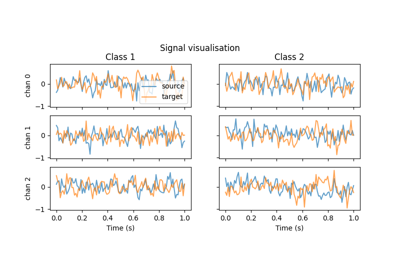 Signal visualisation
Class 1
Class 2
chan 0
0
−1
source
target
chan 1
0
−1
chan 2
0
−1
0.0 0.2 0.4 0.6 0.8 1.0
0.0 0.2 0.4 0.6 0.8 1.0
Time (s)
Time (s)